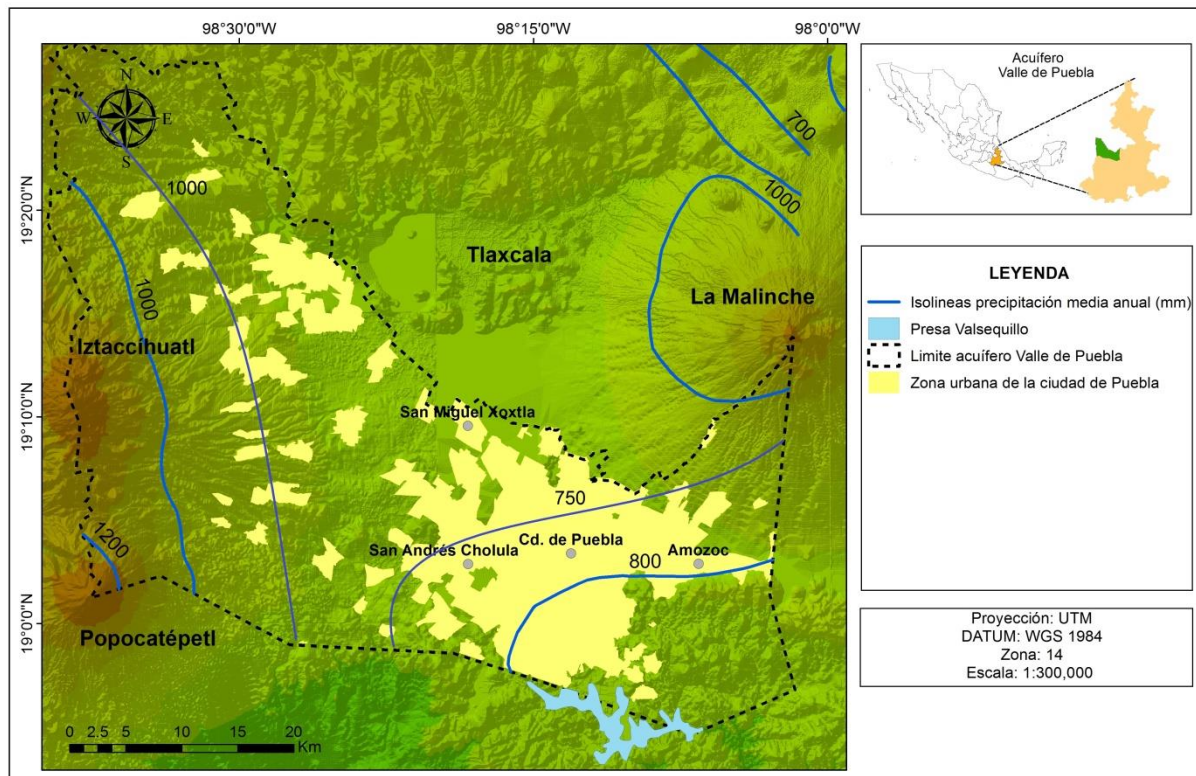 98°30'0"W
98°15'0"W
98°0'0"W
19°20'0"N
19°10'0"N
19°0'0"N
N
W
E
S
1000
1000
1200
700
1000
750
800
Tlaxcala
La Malinche
Iztaccíhuatl
San Miguel Xoxtla
San Andrés Cholula
Cd. de Puebla
Amozoc
Popocatépetl
0 2.5 5 10 15 20
Km
Acuífero
Valle de Puebla
LEYENDA
Isolineas precipitación media anual (mm)
Presa Valsequillo
Limite acuífero Valle de Puebla
Zona urbana de la ciudad de Puebla
Proyección: UTM
DATUM: WGS 1984
Zona: 14
Escala: 1:300,000